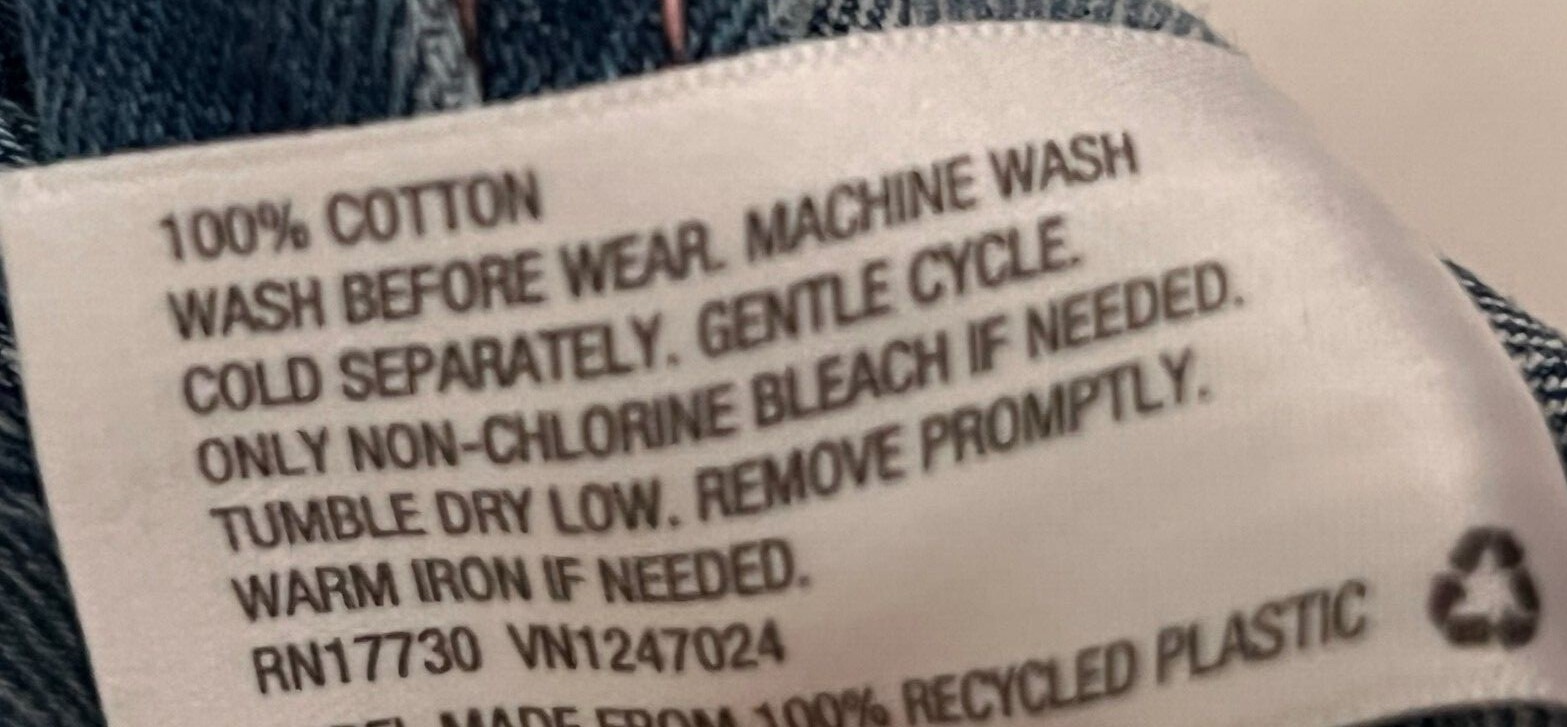 100% COTTON
WASH BEFORE WEAR. MACHINE WASH
COLD SEPARATELY. GENTLE CYCLE.
ONLY NON-CHLORINE BLEACH IF NEEDED.
TUMBLE DRY LOW. REMOVE PROMPTLY.
WARM IRON IF NEEDED.
RN17730 VN1247024
MADE FROM 100% RECYCLED PLASTIC